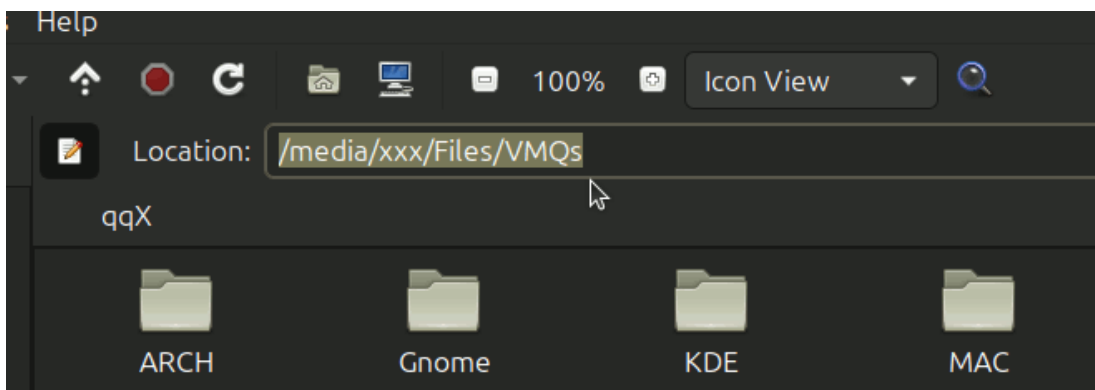 Help
100% Icon View
Location: /media/xxx/Files/VMQs
qqX
ARCH Gnome KDE MAC